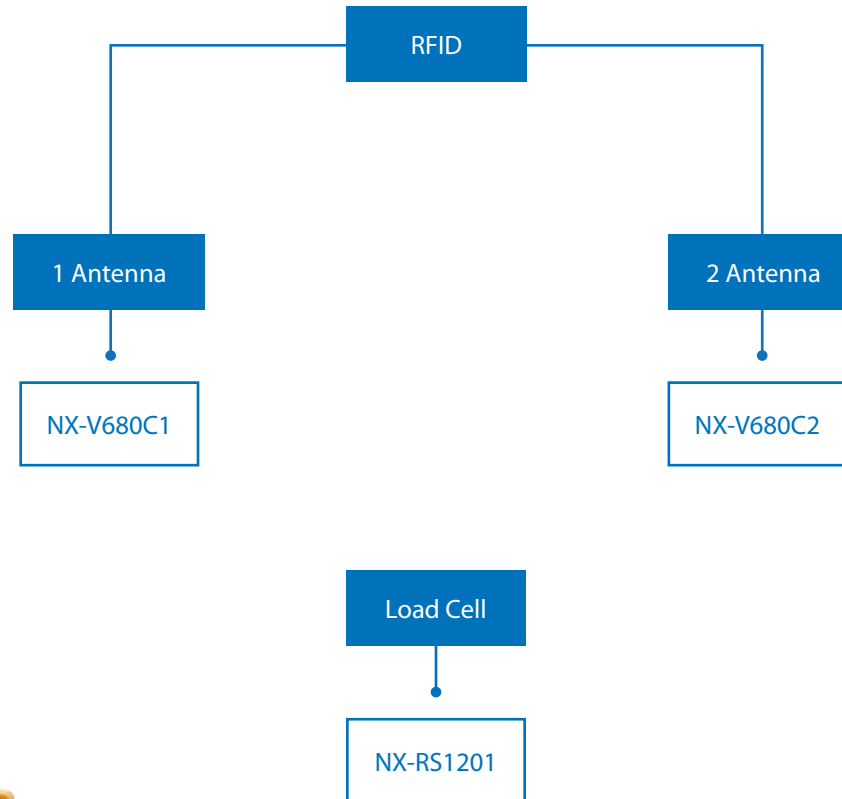 RFID
1 Antenna
2 Antenna
NX-V680C1
NX-V680C2
Load Cell
NX-RS1201